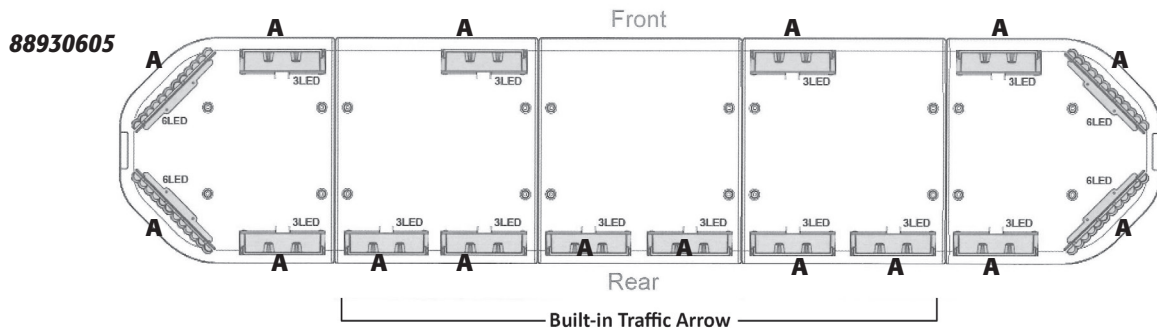 Front
88930605
A A A A
A A
3LED 3LED 3LED 3LED
6LED 6LED
6LED 6LED
A A
3LED 3LED 3LED 3LED 3LED 3LED 3LED 3LED
A A A A A A A A
Rear
Built-in Traffic Arrow